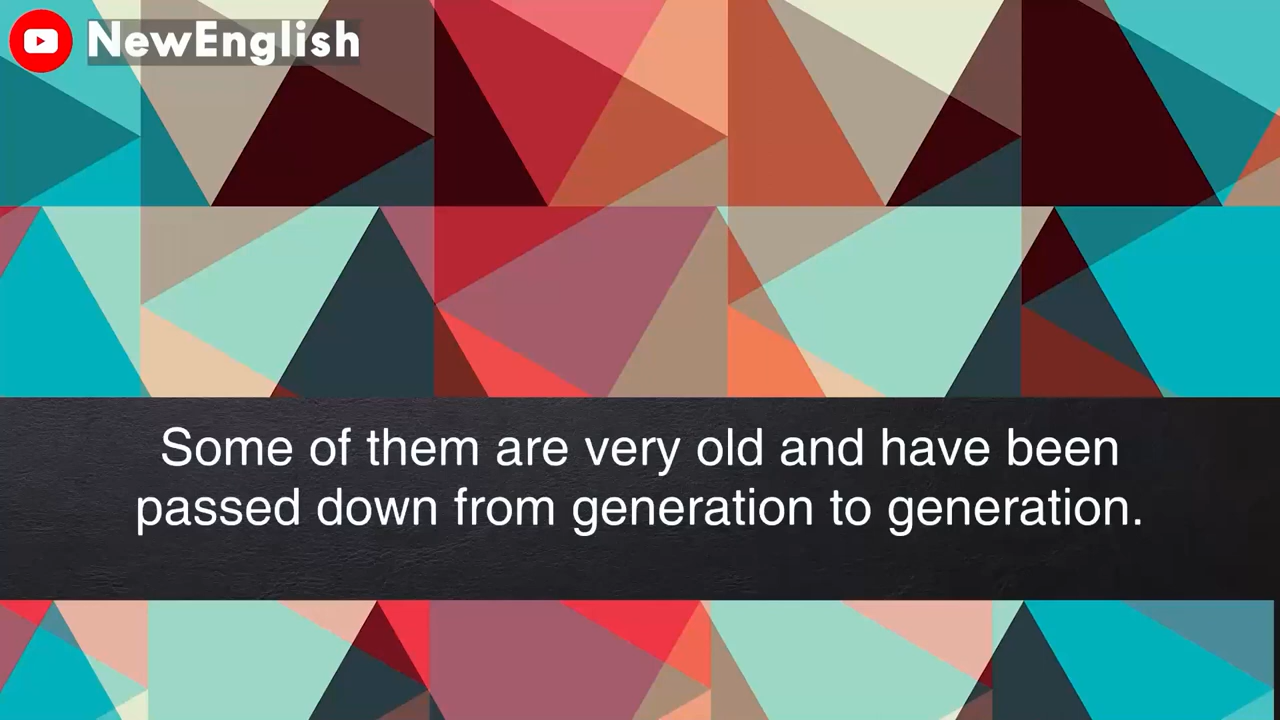 NewEnglish
Some of them are very old and have been
passed down from generation to generation.